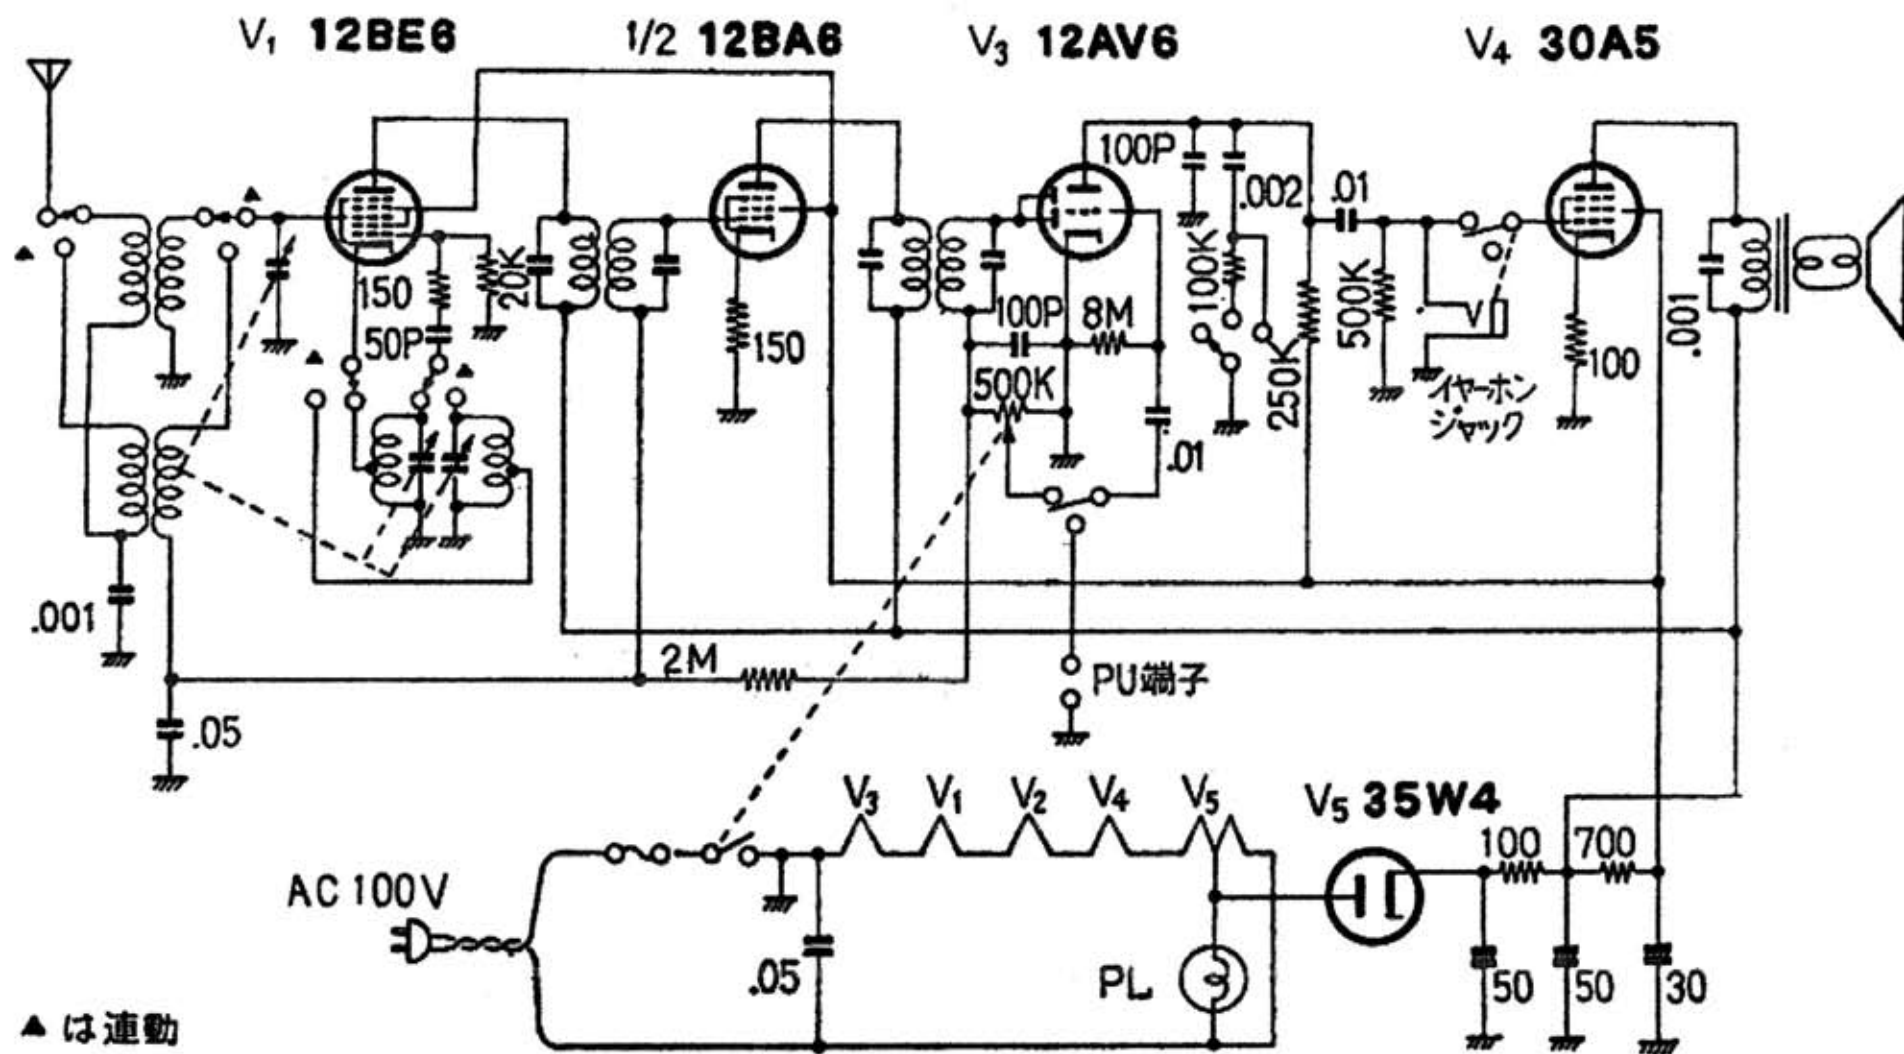 V₁ 12BE6
1/2 12BA6
V₃ 12AV6
V₄ 30A5
100P
.002
.01
150
20K
50P
150
100P
8M
100K
500K
250K
500K
イヤーホン
ジャック
100
.001
.01
.001
2M
PU端子
.05
V₃
V₁
V₂
V₄
V₅
V₅ 35W4
100
700
AC 100V
.05
PL
50
50
30
▲は連動